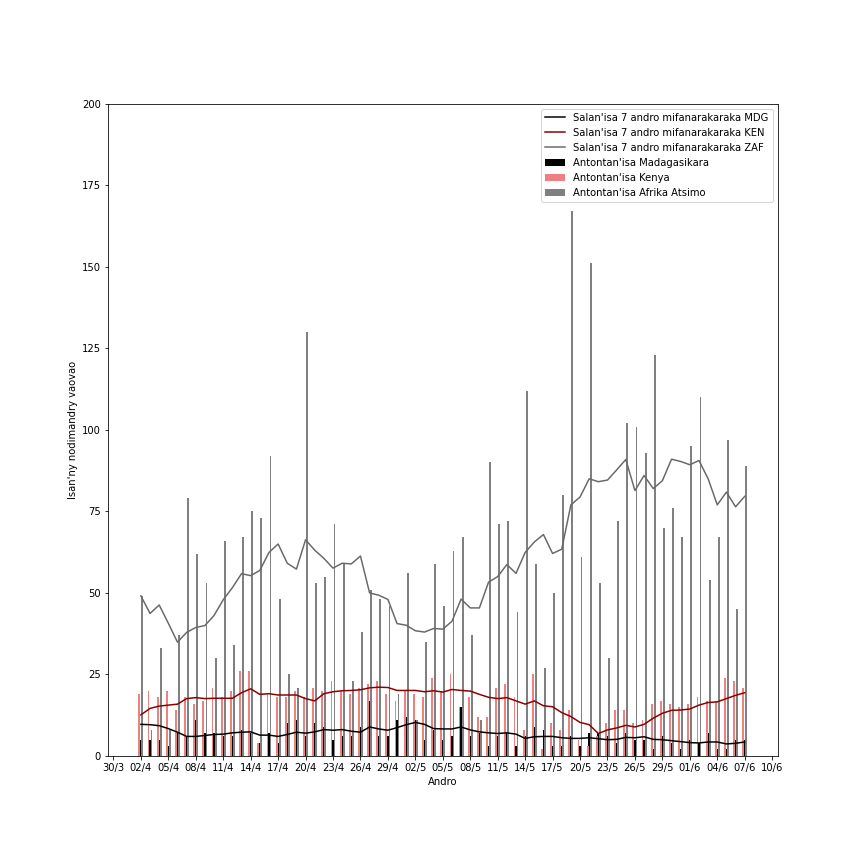 200
175
150
125
100
75
50
25
0
Isan'ny nodimandry vaovao
Salan'isa 7 andro mifanarakaraka MDG
Salan'isa 7 andro mifanarakaraka KEN
Salan'isa 7 andro mifanarakaraka ZAF
Antontan'isa Madagasikara
Antontan'isa Kenya
Antontan'isa Afrika Atsimo
30/3 02/4 05/4 08/4 11/4 14/4 17/4 20/4 23/4 26/4 29/4 02/5 05/5 08/5 11/5 14/5 17/5 20/5 23/5 26/5 29/5 01/6 04/6 07/6 10/6
Andro